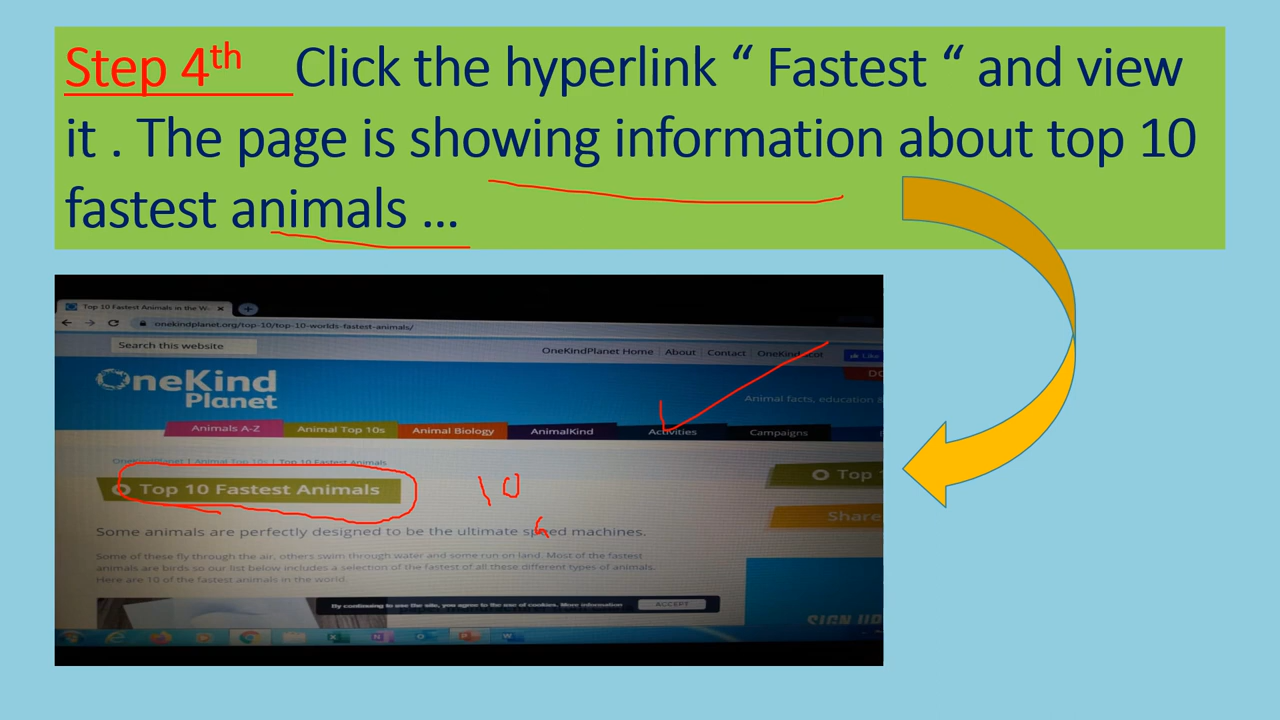 Step 4th Click the hyperlink “ Fastest “ and view
it . The page is showing information about top 10
fastest animals ...
Top 10 Fastest Animals in the W
onekindplanet.org/top-10/top-10-worlds-fastest-animals/
Search this website
OneKindPlanet Home About Contact OneKind.scot Like
OneKind
Planet
Animal facts, education &
Animals A-Z Animal Top 10s Animal Biology AnimalKind Activities Campaigns
OneKindPlanet | Animal Top 10s | Top 10 Fastest Animals
Top 10 Fastest Animals
10
Top
Share
Some animals are perfectly designed to be the ultimate speed machines.
Some of these fly through the air, others swim through water and some run on land. Most of the fastest
animals are birds so our list below includes a selection of the fastest of all these different types of animals.
Here are 10 of the fastest animals in the world.
By continuing to use the site, you agree to the use of cookies. More information ACCEPT
SIGN UP